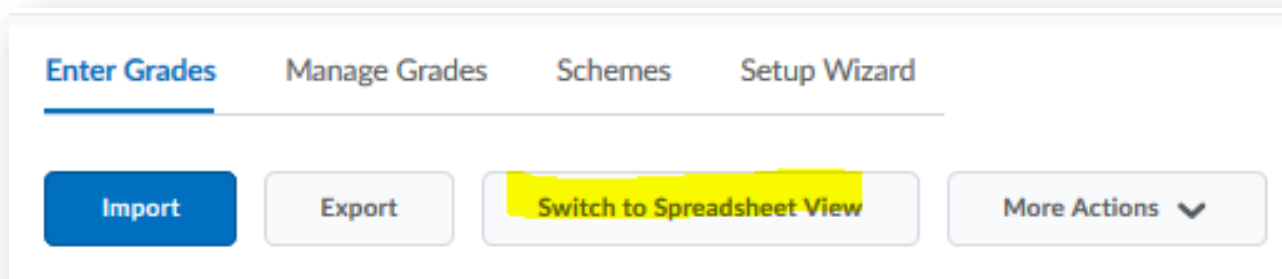 Enter Grades Manage Grades Schemes Setup Wizard
Import Export Switch to Spreadsheet View More Actions